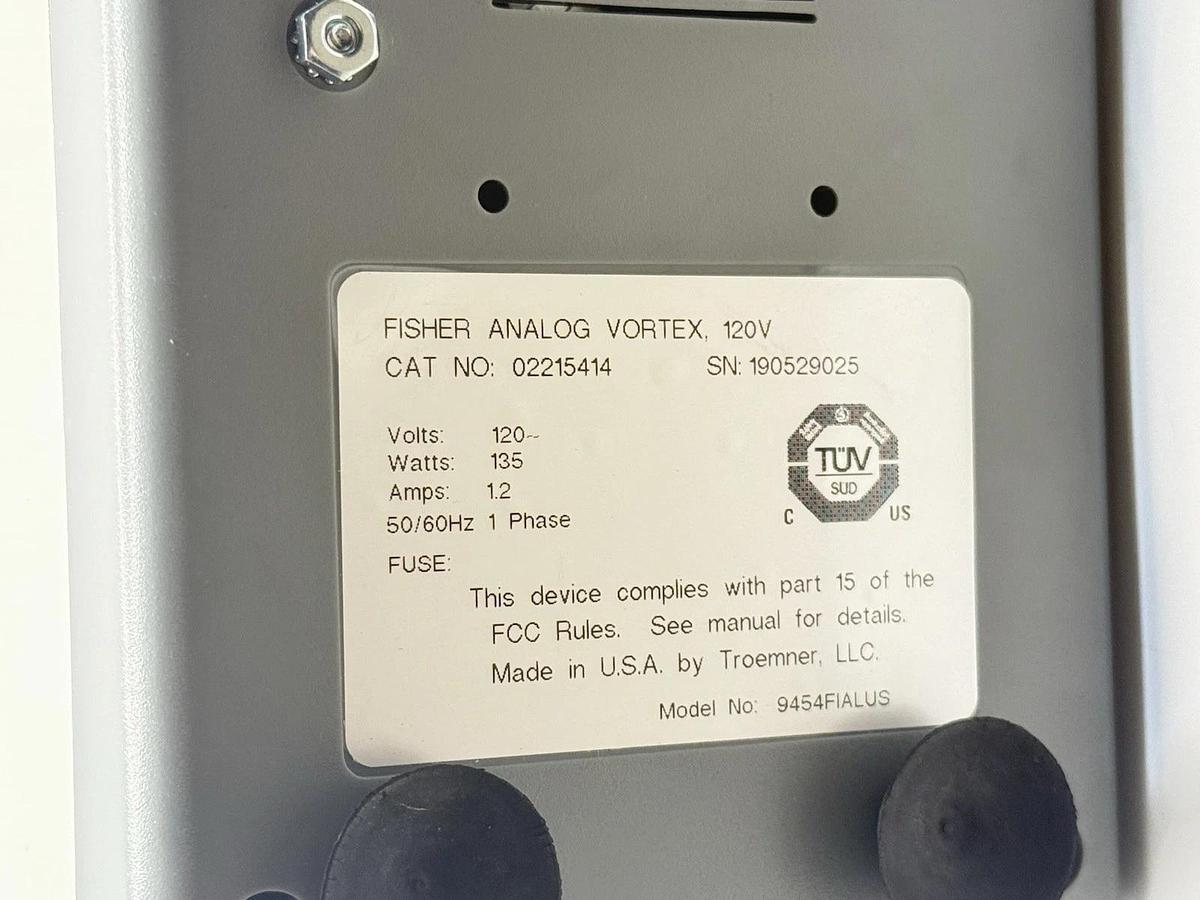 FISHER ANALOG VORTEX, 120V
CAT NO: 02215414 SN: 190529025
Volts: 120~
Watts: 135
Amps: 1.2
50/60Hz 1 Phase
FUSE:
TÜV
SUD
C US
This device complies with part 15 of the
FCC Rules. See manual for details.
Made in U.S.A. by Troemner, LLC.
Model No: 9454FIALUS